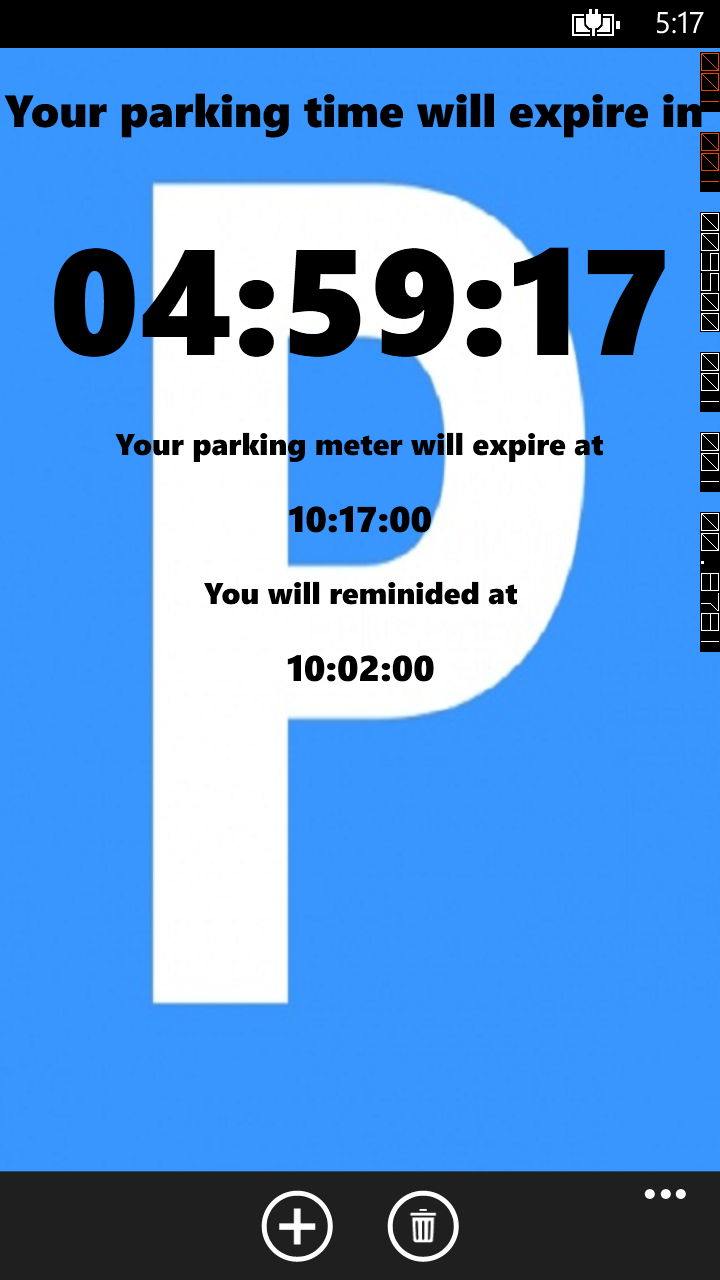 5:17
Your parking time will expire in
04:59:17
Your parking meter will expire at
10:17:00
You will reminided at
10:02:00